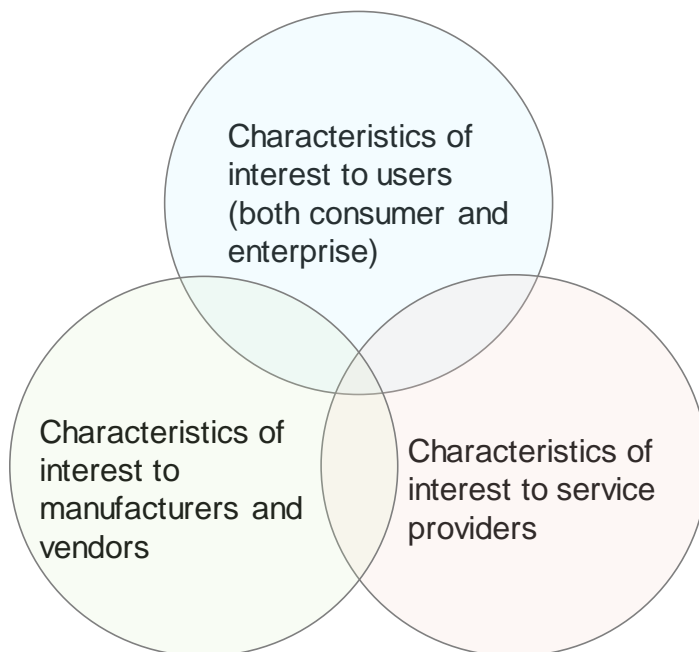 Characteristics of
interest to users
(both consumer and
enterprise)
Characteristics of
interest to
manufacturers and
vendors
Characteristics of
interest to service
providers